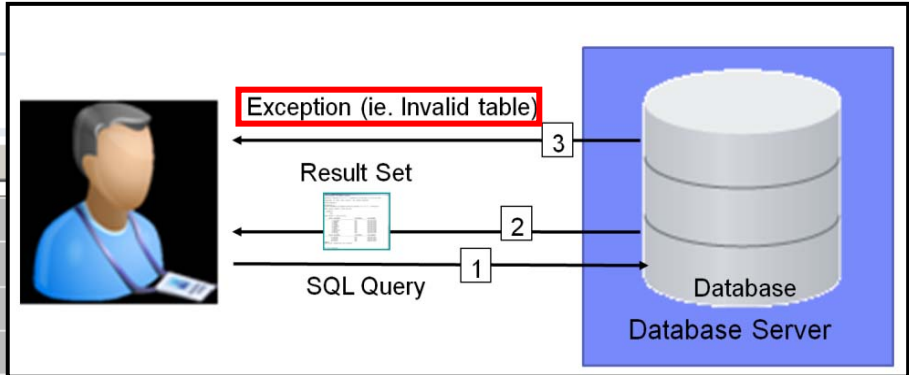 Exception (ie. Invalid table)
3
Result Set
2
1
SQL Query
Database
Database Server